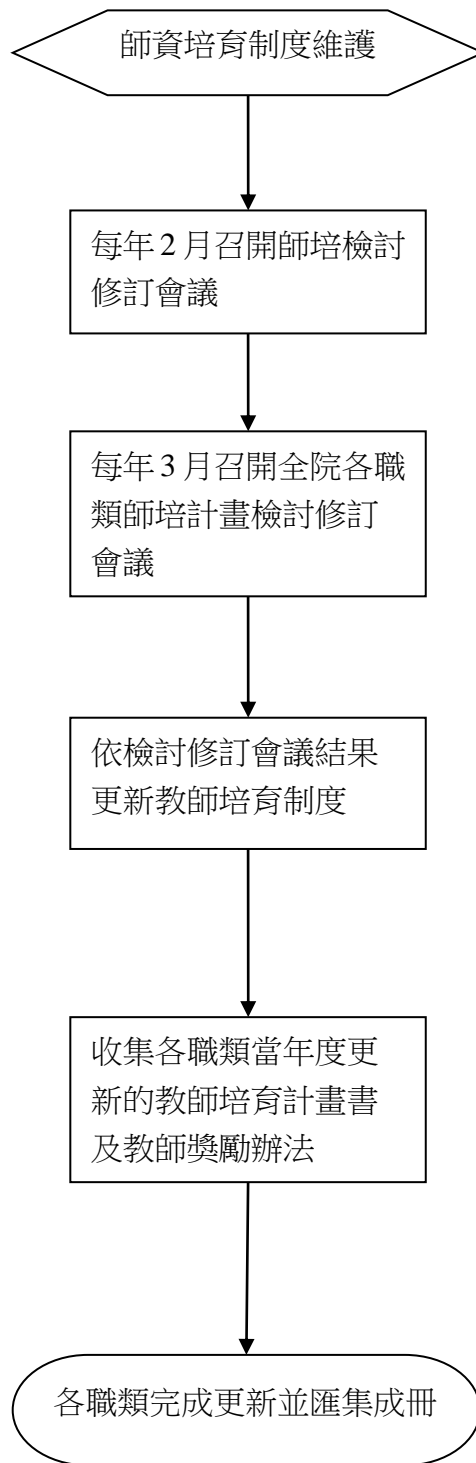 師資培育制度維護
每年 2 月召開師培檢討
修訂會議
每年 3 月召開全院各職
類師培計畫檢討修訂
會議
依檢討修訂會議結果
更新教師培育制度
收集各職類當年度更
新的教師培育計畫書
及教師獎勵辦法
各職類完成更新並匯集成冊